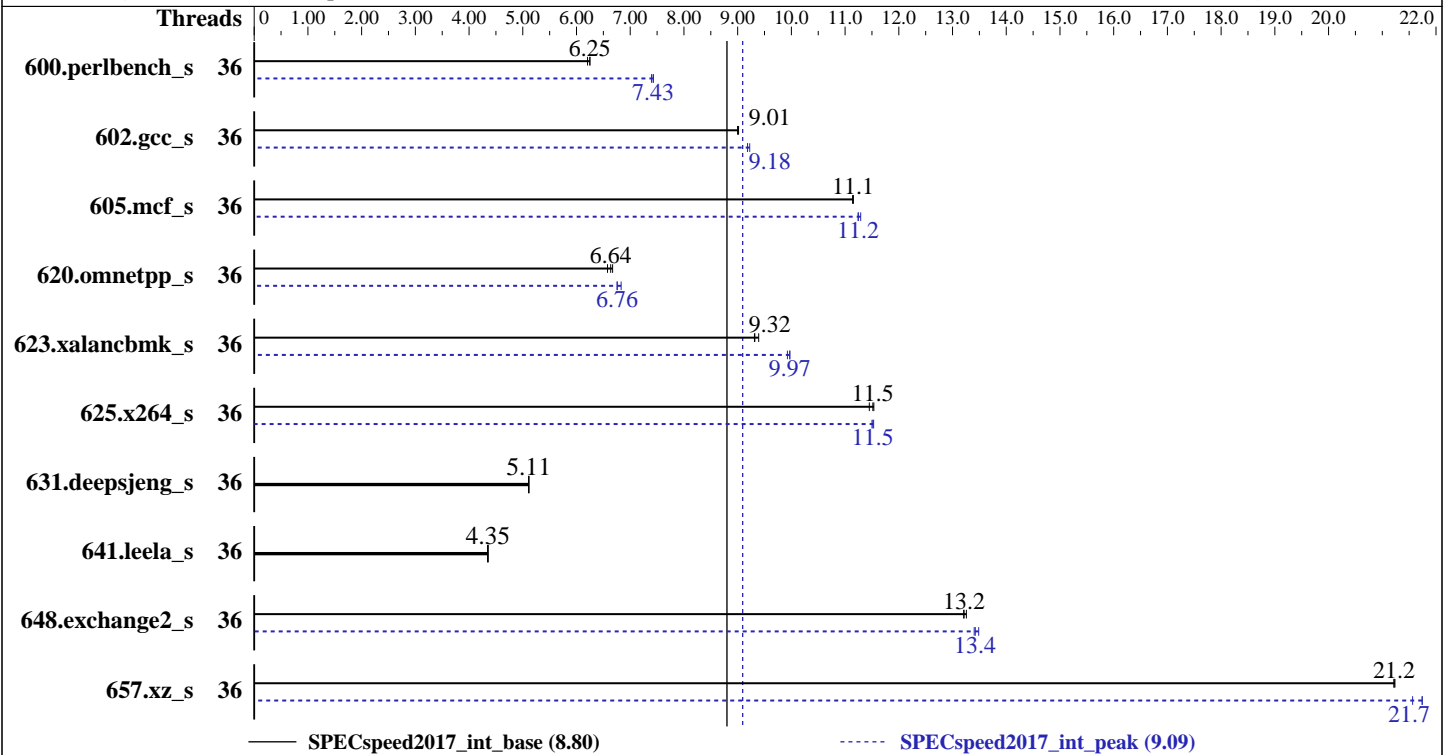 Threads 0 1.00 2.00 3.00 4.00 5.00 6.00 7.00 8.00 9.00 10.0 11.0 12.0 13.0 14.0 15.0 16.0 17.0 18.0 19.0 20.0 22.0
600.perlbench_s 36 6.25
7.43
602.gcc_s 36 9.01
9.18
605.mcf_s 36 11.1
11.2
620.omnetpp_s 36 6.64
6.76
623.xalancbmk_s 36 9.32
9.97
625.x264_s 36 11.5
11.5
631.deepsjeng_s 36 5.11
641.leela_s 36 4.35
648.exchange2_s 36 13.2
13.4
657.xz_s 36 21.2
21.7
SPECspeed2017_int_base (8.80) SPECspeed2017_int_peak (9.09)